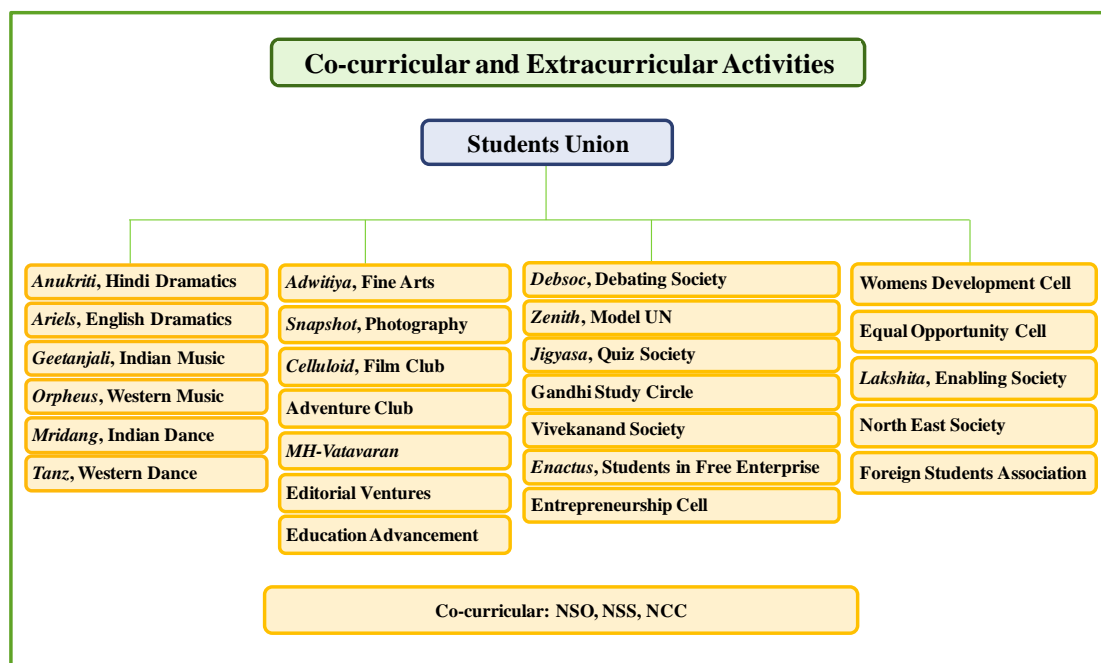 Co-curricular and Extracurricular Activities
Students Union
Anukriti, Hindi Dramatics
Ariels, English Dramatics
Geetanjali, Indian Music
Orpheus, Western Music
Mridang, Indian Dance
Tanz, Western Dance
Adwitiya, Fine Arts
Snapshot, Photography
Celluloid, Film Club
Adventure Club
MH-Vatavaran
Editorial Ventures
Education Advancement
Debsoc, Debating Society
Zenith, Model UN
Jigyasa, Quiz Society
Gandhi Study Circle
Vivekanand Society
Enactus, Students in Free Enterprise
Entrepreneurship Cell
Womens Development Cell
Equal Opportunity Cell
Lakshita, Enabling Society
North East Society
Foreign Students Association
Co-curricular: NSO, NSS, NCC